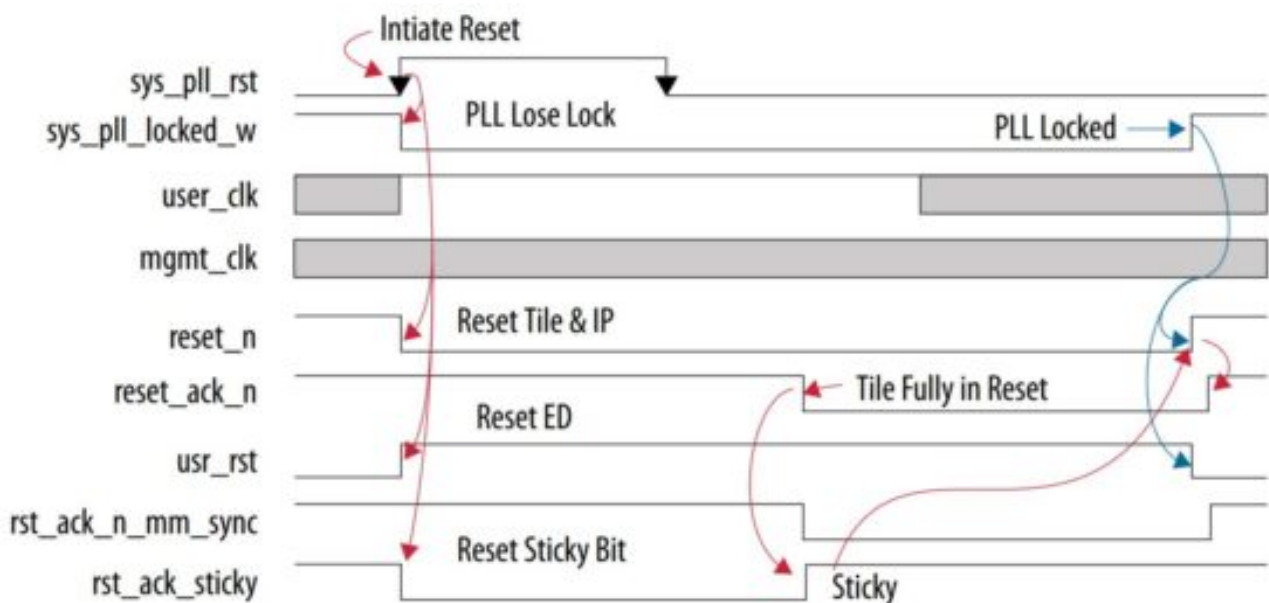 Intiate Reset
sys_pll_rst
sys_pll_locked_w
PLL Lose Lock
PLL Locked
user_clk
mgmt_clk
reset_n
Reset Tile & IP
reset_ack_n
Tile Fully in Reset
Reset ED
usr_rst
rst_ack_n_mm_sync
Reset Sticky Bit
rst_ack_sticky
Sticky